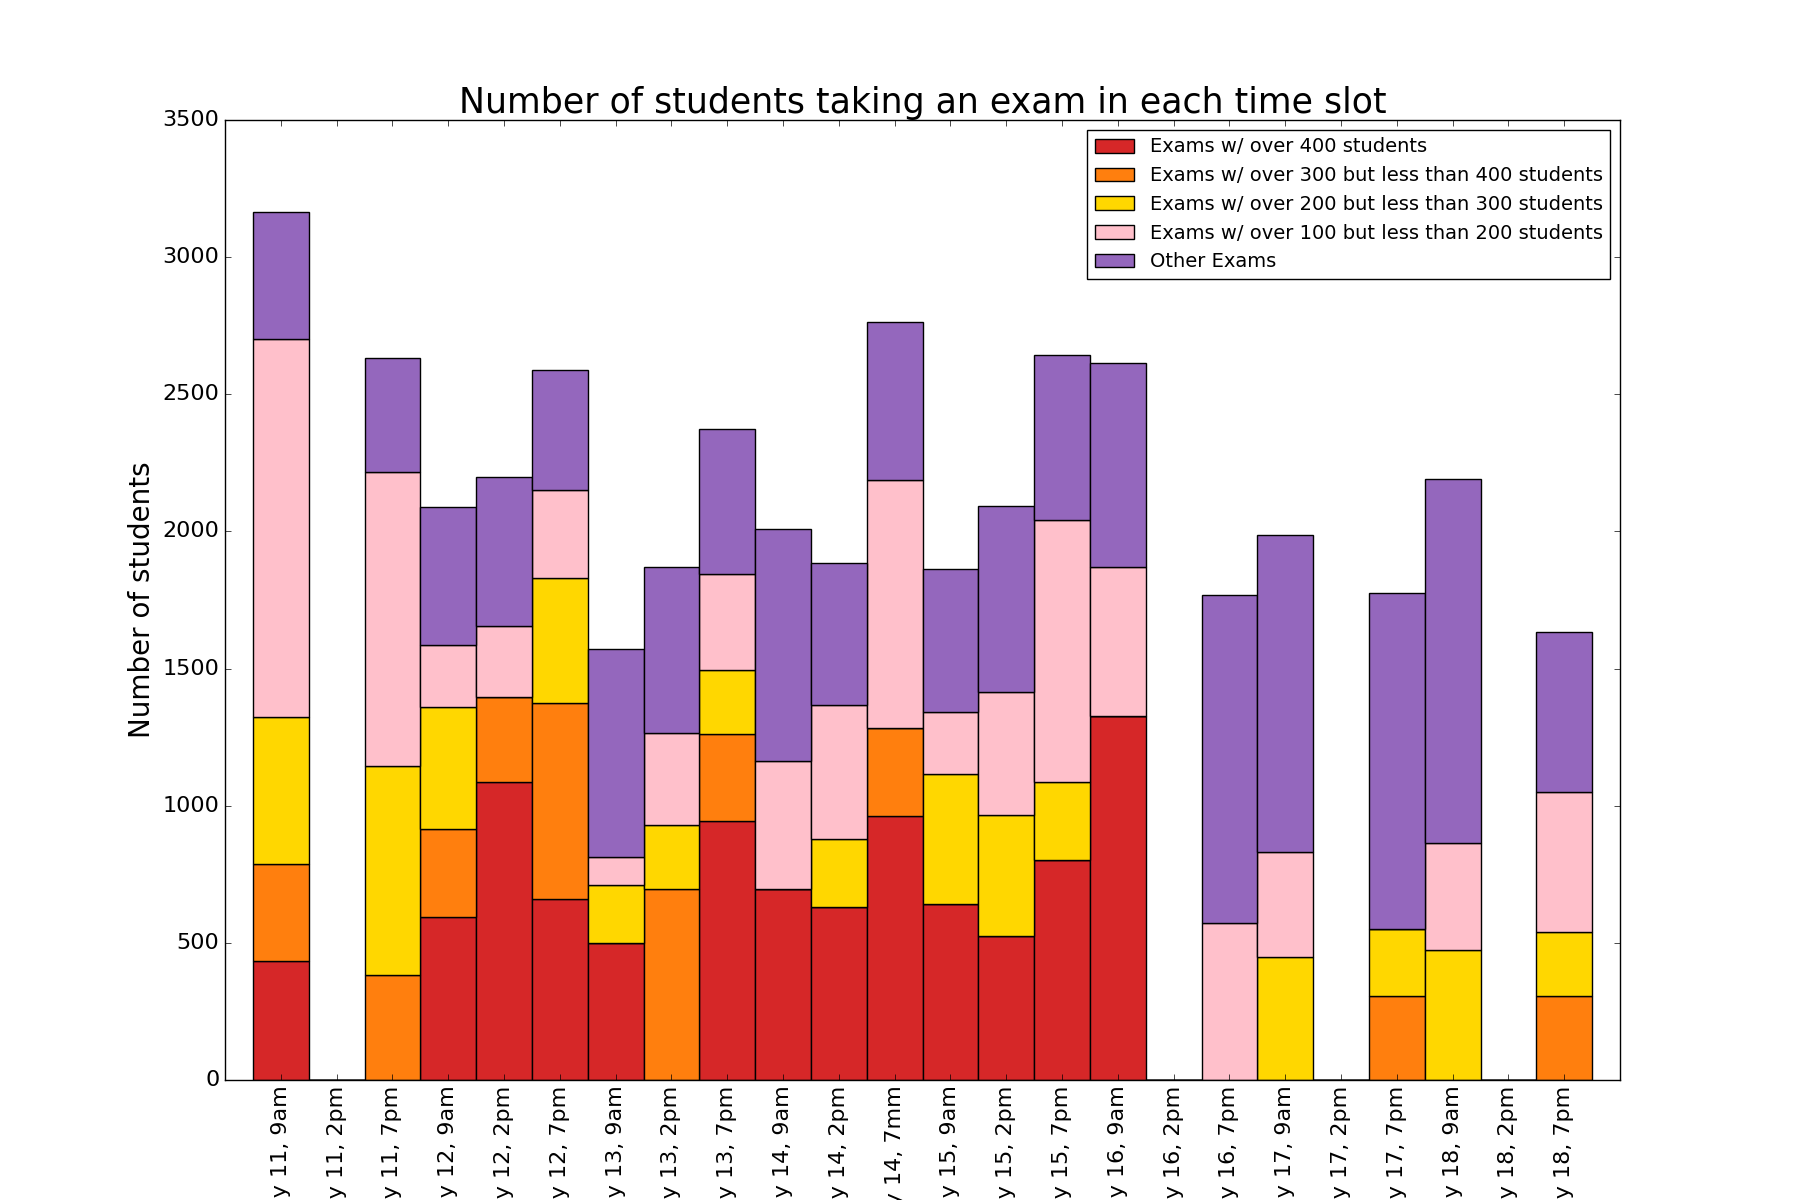 Number of students taking an exam in each time slot
Exams w/ over 400 students
Exams w/ over 300 but less than 400 students
Exams w/ over 200 but less than 300 students
Exams w/ over 100 but less than 200 students
Other Exams
Number of students
3500
3000
2500
2000
1500
1000
500
0
y 11, 9am
y 11, 2pm
y 11, 7pm
y 12, 9am
y 12, 2pm
y 12, 7pm
y 13, 9am
y 13, 2pm
y 13, 7pm
y 14, 9am
y 14, 2pm
y 14, 7mm
y 15, 9am
y 15, 2pm
y 15, 7pm
y 16, 9am
y 16, 2pm
y 16, 7pm
y 17, 9am
y 17, 2pm
y 17, 7pm
y 18, 9am
y 18, 2pm
y 18, 7pm